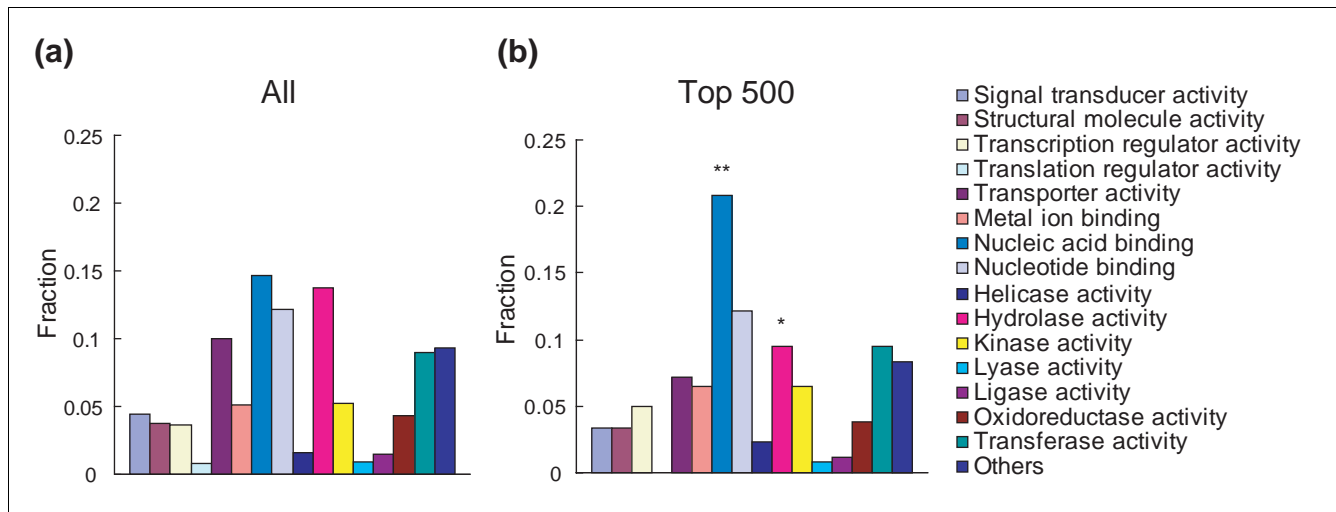 (a)
All
Fraction
0.25
0.2
0.15
0.1
0.05
0
(b)
Top 500
Fraction
0.25
0.2
0.15
0.1
0.05
0
**
*
Signal transducer activity
Structural molecule activity
Transcription regulator activity
Translation regulator activity
Transporter activity
Metal ion binding
Nucleic acid binding
Nucleotide binding
Helicase activity
Hydrolase activity
Kinase activity
Lyase activity
Ligase activity
Oxidoreductase activity
Transferase activity
Others